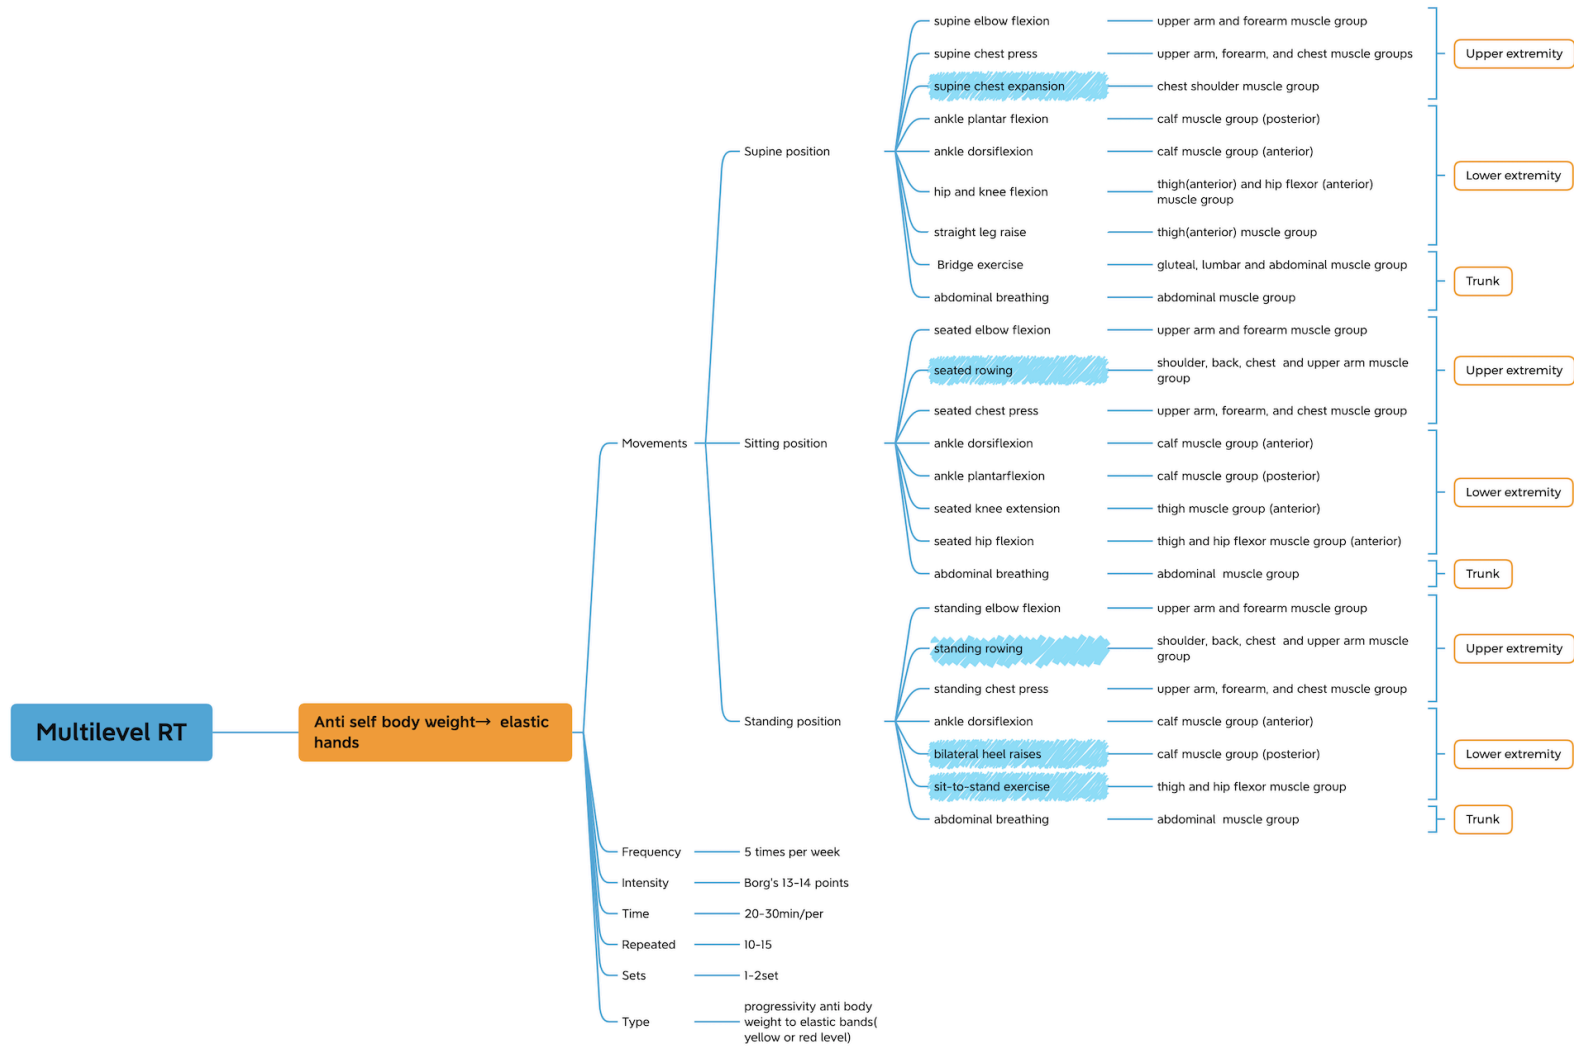 supine elbow flexion upper arm and forearm muscle group
supine chest press upper arm, forearm, and chest muscle groups Upper extremity
supine chest expansion chest shoulder muscle group
ankle plantar flexion calf muscle group (posterior)
Supine position ankle dorsiflexion calf muscle group (anterior)
Lower extremity
hip and knee flexion thigh(anterior) and hip flexor (anterior)
muscle group
straight leg raise thigh(anterior) muscle group
Bridge exercise gluteal, lumbar and abdominal muscle group
Trunk
abdominal breathing abdominal muscle group
seated elbow flexion upper arm and forearm muscle group
seated rowing shoulder, back, chest and upper arm muscle
group
Upper extremity
seated chest press upper arm, forearm, and chest muscle group
Movements Sitting position ankle dorsiflexion calf muscle group (anterior)
ankle plantarflexion calf muscle group (posterior)
Lower extremity
seated knee extension thigh muscle group (anterior)
seated hip flexion thigh and hip flexor muscle group (anterior)
abdominal breathing abdominal muscle group Trunk
standing elbow flexion upper arm and forearm muscle group
standing rowing shoulder, back, chest and upper arm muscle
group
Upper extremity
standing chest press upper arm, forearm, and chest muscle group
Standing position ankle dorsiflexion calf muscle group (anterior)
Multilevel RT
Anti self body weight→ elastic
hands
bilateral heel raises calf muscle group (posterior) Lower extremity
sit-to-stand exercise thigh and hip flexor muscle group
abdominal breathing abdominal muscle group Trunk
Frequency 5 times per week
Intensity Borg's 13-14 points
Time 20-30min/per
Repeated 10-15
Sets 1-2set
Type progressivity anti body
weight to elastic bands(
yellow or red level)